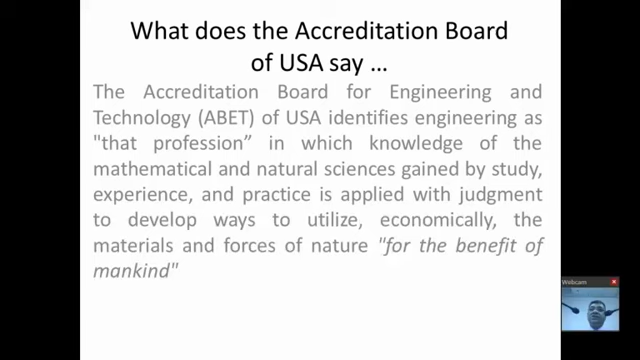 What does the Accreditation Board
of USA say ...
The Accreditation Board for Engineering and
Technology (ABET) of USA identifies engineering as
"that profession” in which knowledge of the
mathematical and natural sciences gained by study,
experience, and practice is applied with judgment
to develop ways to utilize, economically, the
materials and forces of nature "for the benefit of
mankind"
Webcam